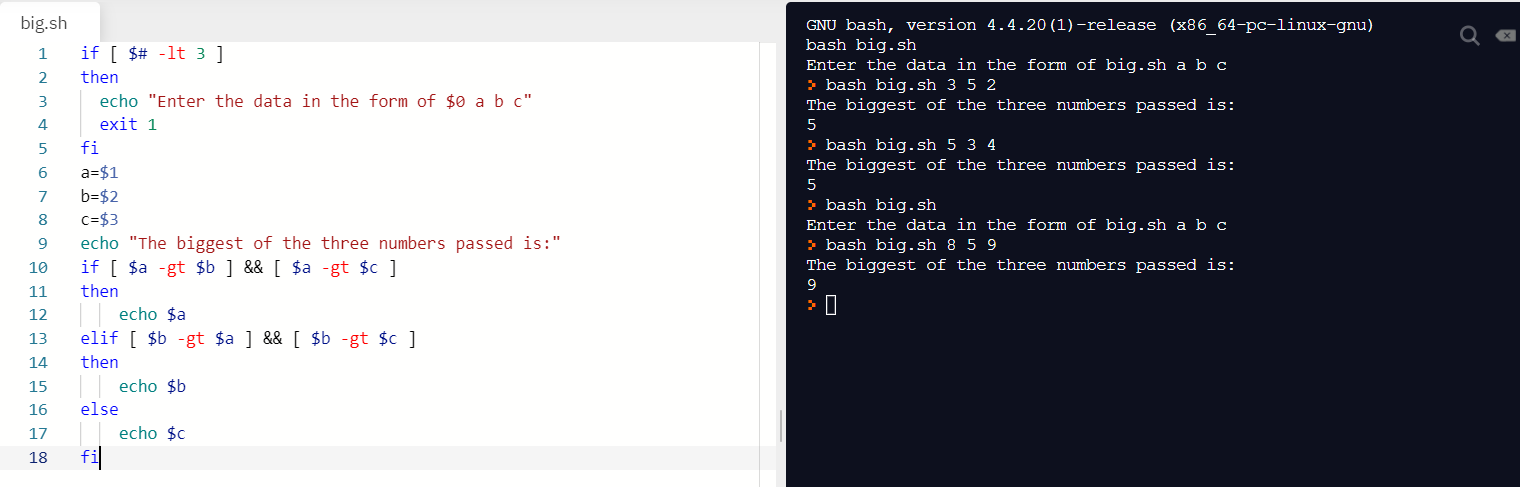 big.sh
1 if [ $# -lt 3 ]
2 then
3 echo "Enter the data in the form of $0 a b c"
4 exit 1
5 fi
6 a=$1
7 b=$2
8 c=$3
9 echo "The biggest of the three numbers passed is:"
10 if [ $a -gt $b ] && [ $a -gt $c ]
11 then
12 echo $a
13 elif [ $b -gt $a ] && [ $b -gt $c ]
14 then
15 echo $b
16 else
17 echo $c
18 fi
GNU bash, version 4.4.20(1)-release (x86_64-pc-linux-gnu)
bash big.sh
Enter the data in the form of big.sh a b c
> bash big.sh 3 5 2
The biggest of the three numbers passed is:
5
> bash big.sh 5 3 4
The biggest of the three numbers passed is:
5
> bash big.sh
Enter the data in the form of big.sh a b c
> bash big.sh 8 5 9
The biggest of the three numbers passed is:
9
>